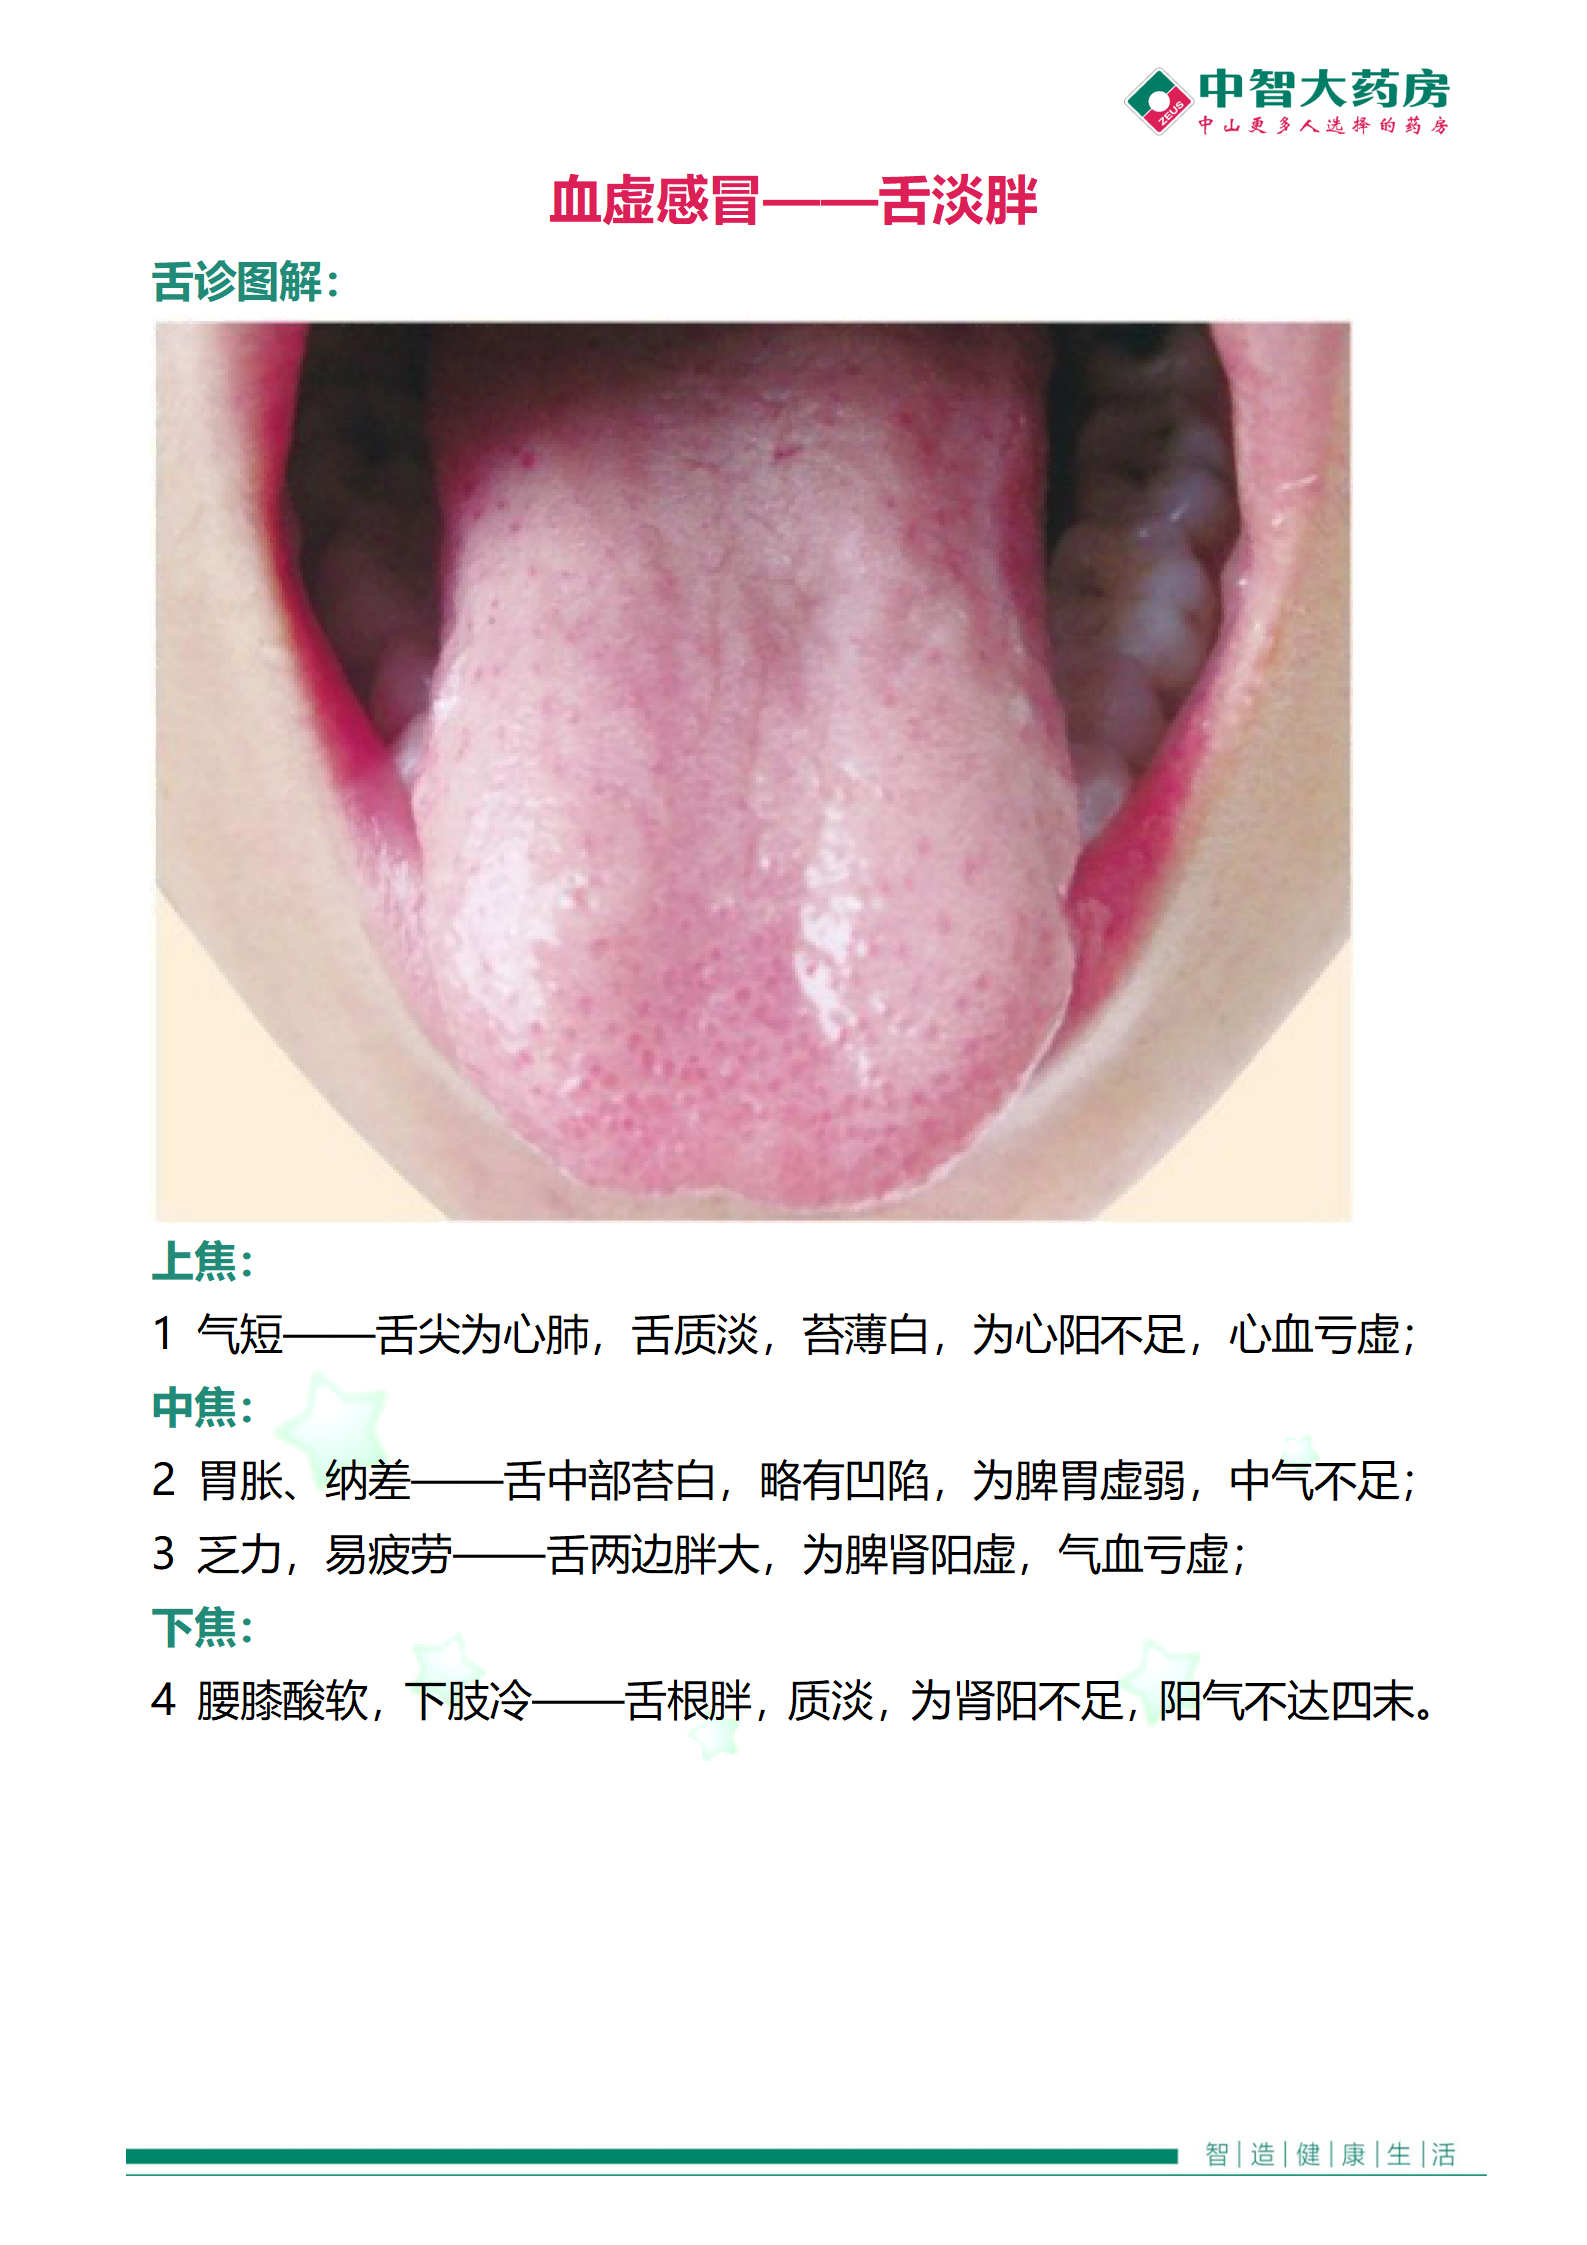 中智大药房
ZEUS
中山更多人选择的药房
血虚感冒——舌淡胖
舌诊图解：
上焦：
1 气短——舌尖为心肺，舌质淡，苔薄白，为心阳不足，心血亏虚；
中焦：
2 胃胀、纳差——舌中部苔白，略有凹陷，为脾胃虚弱，中气不足；
3 乏力，易疲劳——舌两边胖大，为脾肾阳虚，气血亏虚；
下焦：
4 腰膝酸软，下肢冷——舌根胖，质淡，为肾阳不足，阳气不达四末。
智|造|健|康|生|活